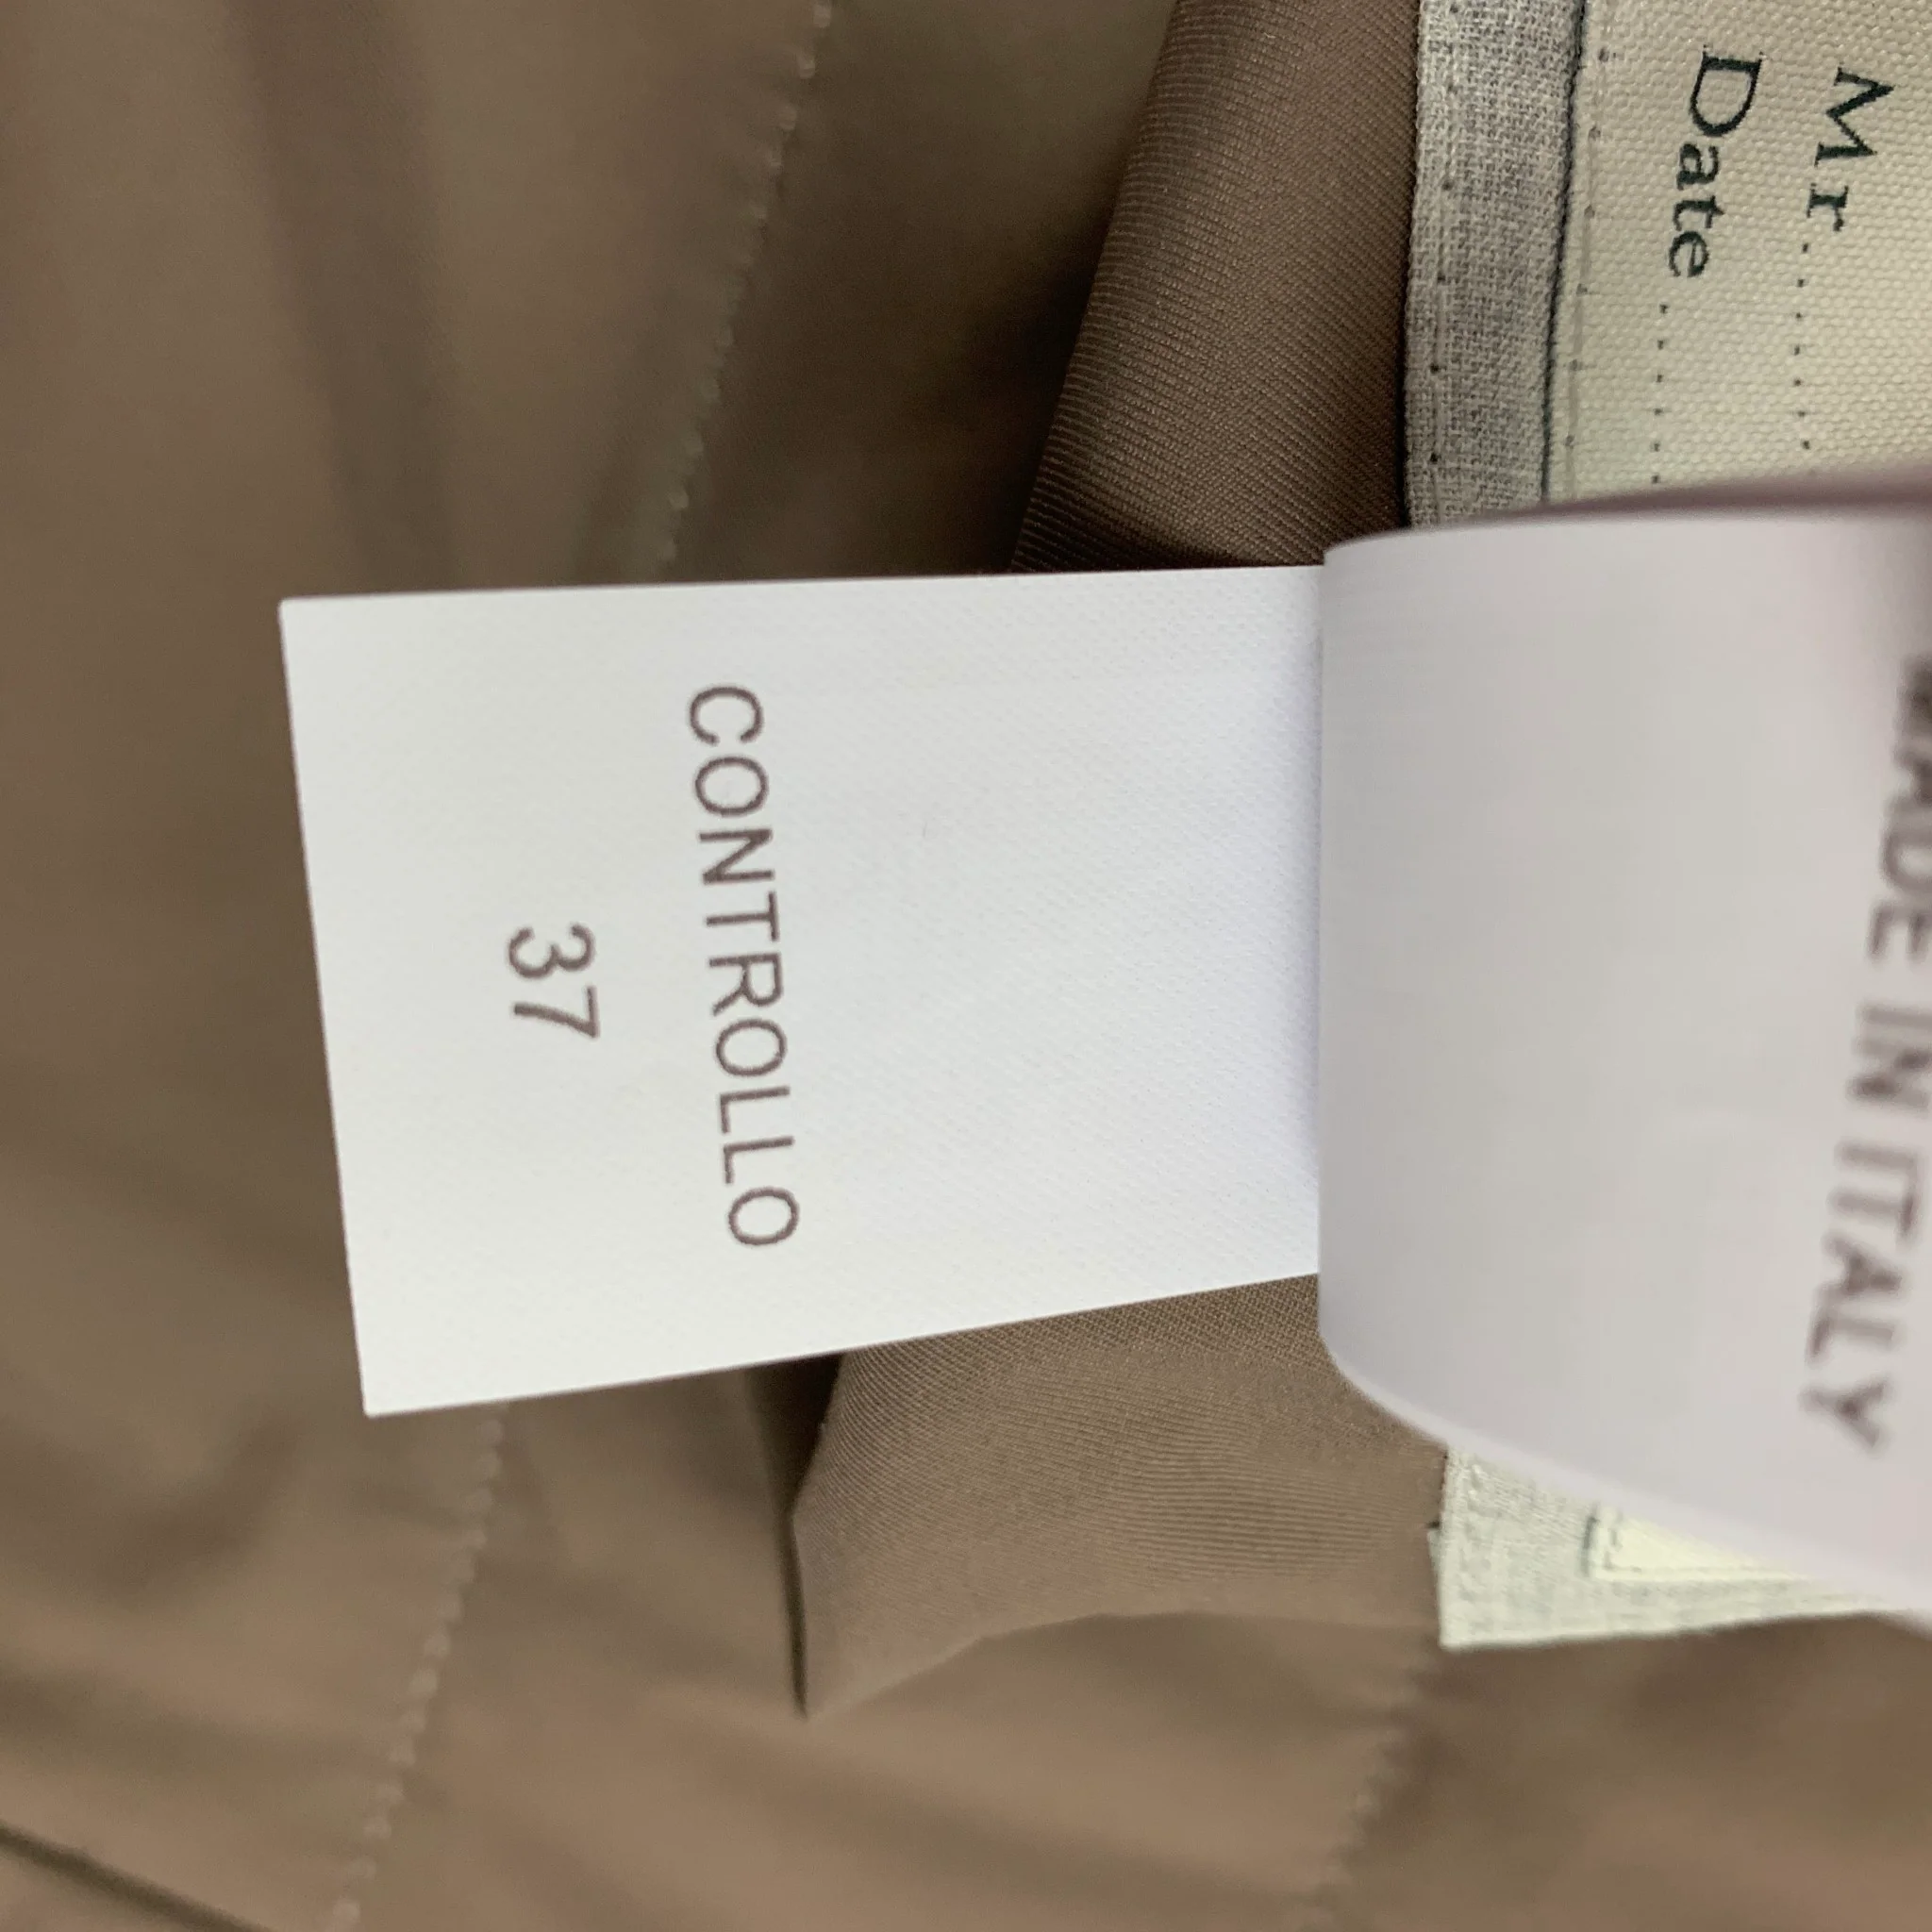 Mr..........
Date ..........
MADE IN ITALY
CONTROLLO
37